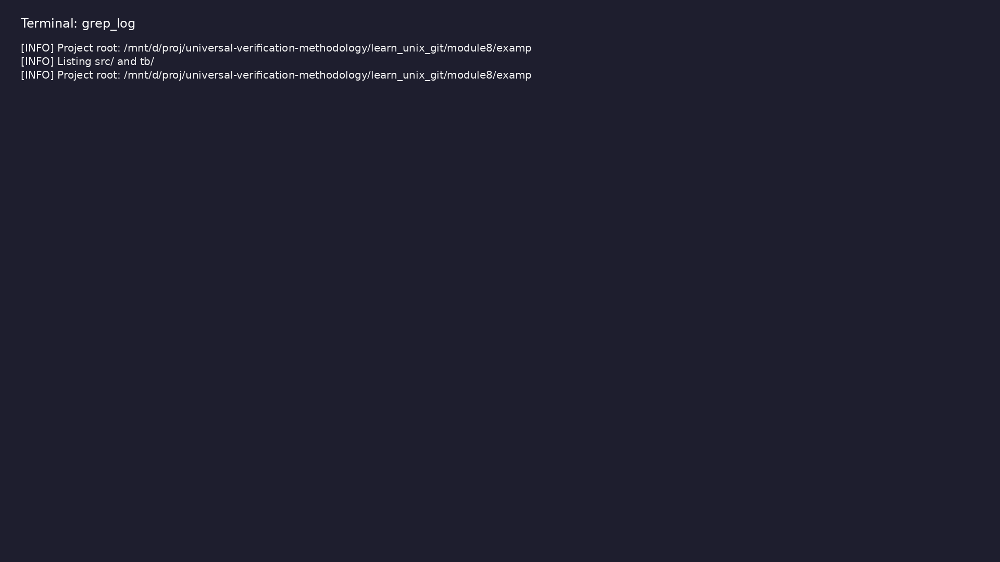 Terminal: grep_log
[INFO] Project root: /mnt/d/proj/universal-verification-methodology/learn_unix_git/module8/examp
[INFO] Listing src/ and tb/
[INFO] Project root: /mnt/d/proj/universal-verification-methodology/learn_unix_git/module8/examp